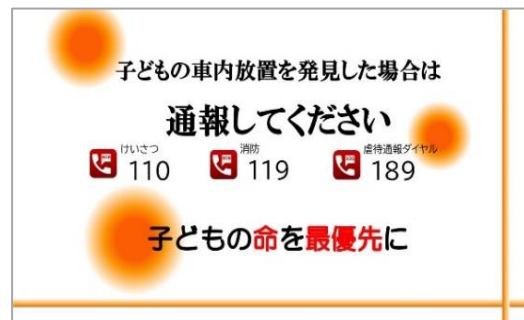 子どもの車内放置を発見した場合は
通報してください
けいさつ 消防 虐待通報ダイヤル
110 119 189
子どもの命を最優先に